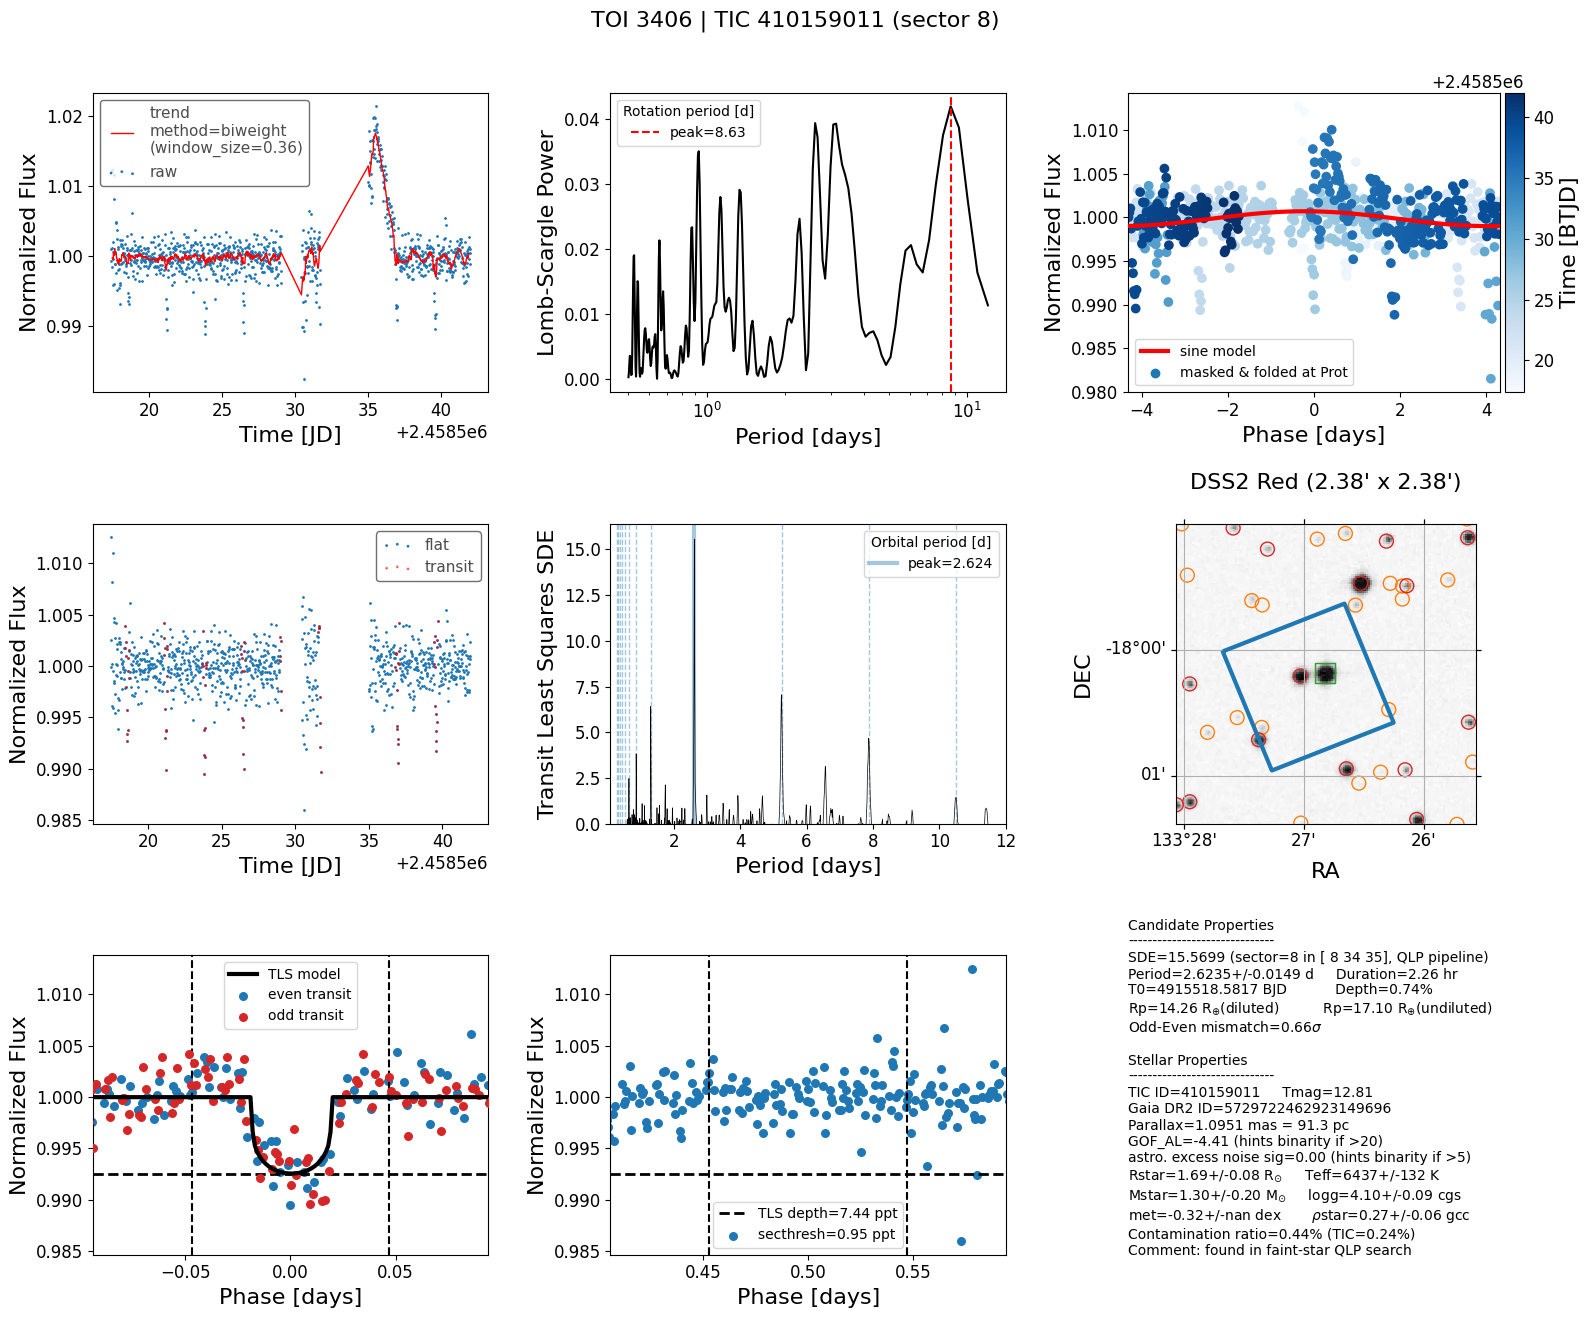 TOI 3406 | TIC 410159011 (sector 8)
Normalized Flux
1.02
1.01
1.00
0.99
trend
method=biweight
(window_size=0.36)
raw
20
25
30
35
40
Time [JD]
+2.4585e6
Lomb-Scargle Power
0.04
0.03
0.02
0.01
0.00
Rotation period [d]
peak=8.63
10⁰
10¹
Period [days]
Normalized Flux
1.010
1.005
1.000
0.995
0.990
0.985
0.980
sine model
masked & folded at Prot
−4
−2
0
2
4
Phase [days]
+2.4585e6
40
35
30
25
20
Time [BTJD]
Normalized Flux
1.010
1.005
1.000
0.995
0.990
0.985
flat
transit
20
25
30
35
40
Time [JD]
+2.4585e6
Transit Least Squares SDE
15.0
12.5
10.0
7.5
5.0
2.5
0.0
Orbital period [d]
peak=2.624
2
4
6
8
10
12
Period [days]
DSS2 Red (2.38' x 2.38')
DEC
-18°00'
01'
133°28'
27'
26'
RA
Normalized Flux
1.010
1.005
1.000
0.995
0.990
0.985
TLS model
even transit
odd transit
−0.05
0.00
0.05
Phase [days]
Normalized Flux
1.010
1.005
1.000
0.995
0.990
0.985
TLS depth=7.44 ppt
secthresh=0.95 ppt
0.45
0.50
0.55
Phase [days]
Candidate Properties
------------------------------
SDE=15.5699 (sector=8 in [ 8 34 35], QLP pipeline)
Period=2.6235+/-0.0149 d Duration=2.26 hr
T0=4915518.5817 BJD Depth=0.74%
Rp=14.26 R⊕(diluted) Rp=17.10 R⊕(undiluted)
Odd-Even mismatch=0.66σ
Stellar Properties
------------------------------
TIC ID=410159011 Tmag=12.81
Gaia DR2 ID=5729722462923149696
Parallax=1.0951 mas = 91.3 pc
GOF_AL=-4.41 (hints binarity if >20)
astro. excess noise sig=0.00 (hints binarity if >5)
Rstar=1.69+/-0.08 R⊙ Teff=6437+/-132 K
Mstar=1.30+/-0.20 M⊙ logg=4.10+/-0.09 cgs
met=-0.32+/-nan dex ρstar=0.27+/-0.06 gcc
Contamination ratio=0.44% (TIC=0.24%)
Comment: found in faint-star QLP search